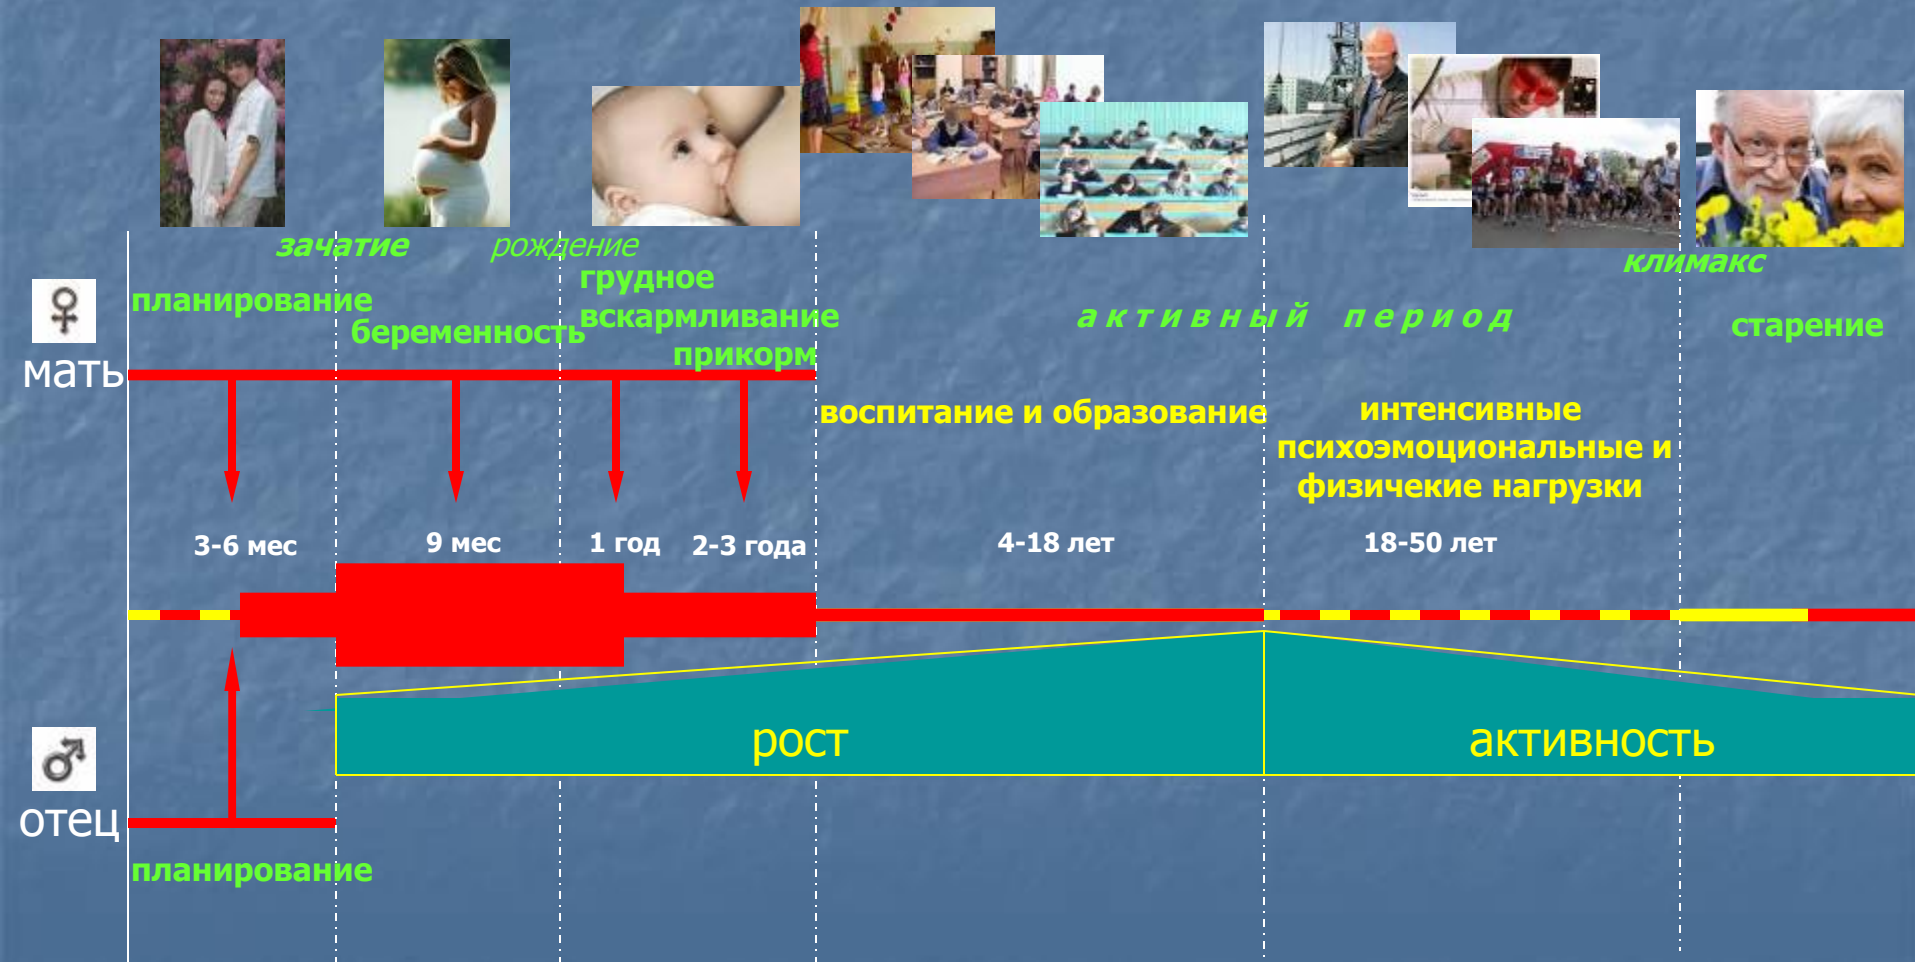 зачатие
рождение
климакс
планирование
беременность
грудное
вскармливание
прикорм
активный период
старение
мать
воспитание и образование
интенсивные
психоэмоциональные и
физичекие нагрузки
3-6 мес
9 мес
1 год
2-3 года
4-18 лет
18-50 лет
рост
активность
отец
планирование